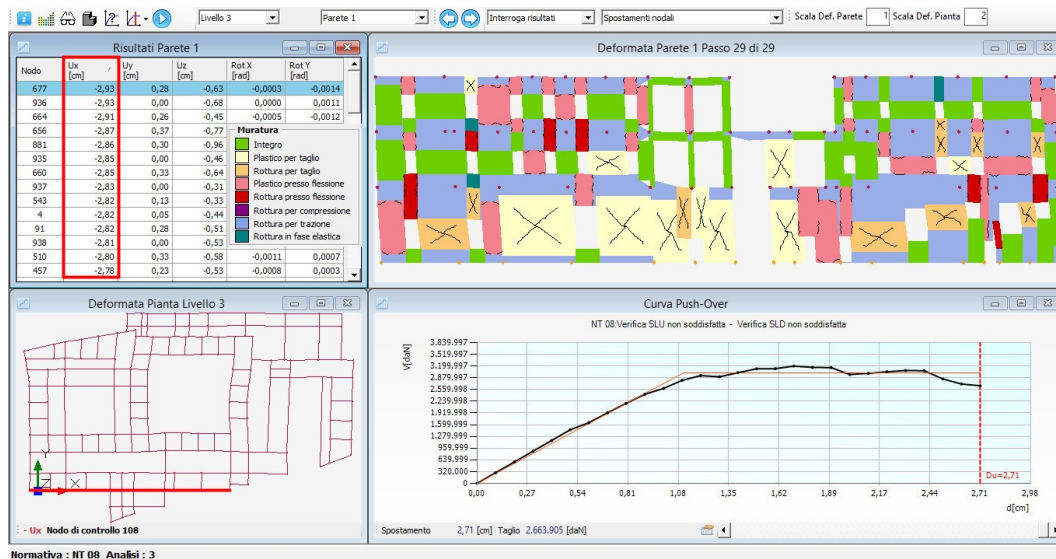 Livello 3
Parete 1
Interroga risultati
Spostamenti nodali
Scala Def. Parete 1 Scala Def. Pianta 2
Risultati Parete 1
Nodo Ux [cm] / Uy [cm] Uz [cm] Rot X [rad] Rot Y [rad]
677 -2,93 0,28 -0,63 -0,0003 -0,0014
936 -2,93 0,00 -0,68 0,0000 0,0011
664 -2,91 0,26 -0,45 -0,0005 -0,0012
656 -2,87 0,37 -0,77
881 -2,86 0,30 -0,96
935 -2,85 0,00 -0,46
660 -2,85 0,33 -0,64
937 -2,83 0,00 -0,31
543 -2,82 0,13 -0,33
4 -2,82 0,05 -0,44
91 -2,82 0,28 -0,51
938 -2,81 0,00 -0,53
510 -2,80 0,33 -0,58 -0,0011 0,0007
457 -2,78 0,23 -0,53 -0,0008 0,0003
Muratura
Integro
Plastico per taglio
Rottura per taglio
Plastico presso flessione
Rottura presso flessione
Rottura per compressione
Rottura per trazione
Rottura in fase elastica
Deformata Parete 1 Passo 29 di 29
Deformata Pianta Livello 3
Y
Z X
- Ux Nodo di controllo 108
Curva Push-Over
NT 08:Verifica SLU non soddisfatta - Verifica SLD non soddisfatta
V[daN]
3.839.997
3.519.997
3.199.997
2.879.997
2.559.998
2.239.998
1.919.998
1.599.999
1.279.999
959.999
639.999
320.000
0
0,00 0,27 0,54 0,81 1,08 1,35 1,62 1,89 2,17 2,44 2,71 2,98
Du=2,71
d[cm]
Spostamento 2,71 [cm] Taglio 2.663.905 [daN]
Normativa : NT 08 Analisi : 3